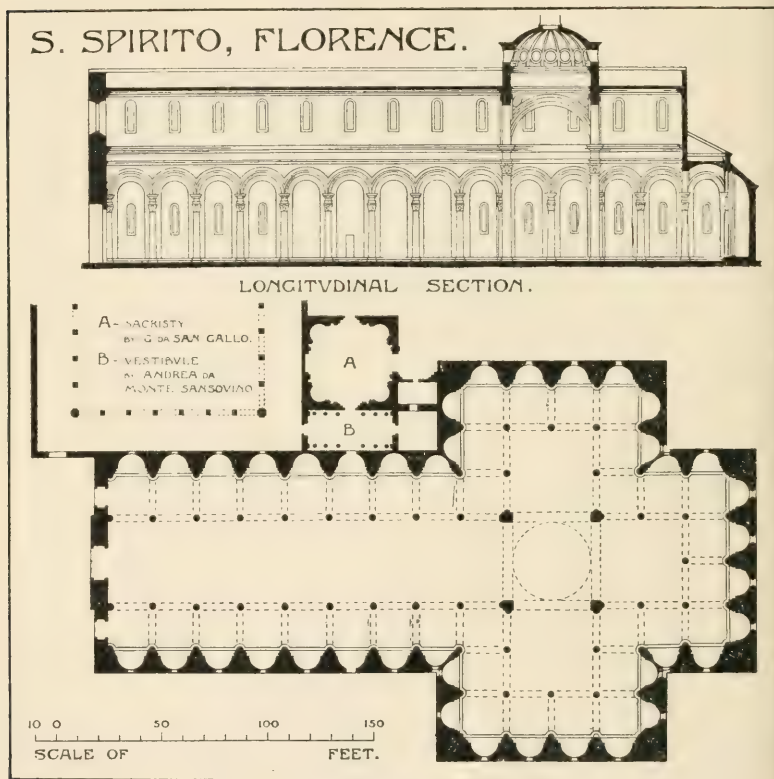 S. SPIRITO, FLORENCE.
LONGITVDINAL SECTION.
A- SACRISTY
BY G. DA SAN GALLO.
B- VESTIBVLE
BY ANDREA DA
MONTE SANSOVINO
A
B
10 0 50 100 150
SCALE OF FEET.